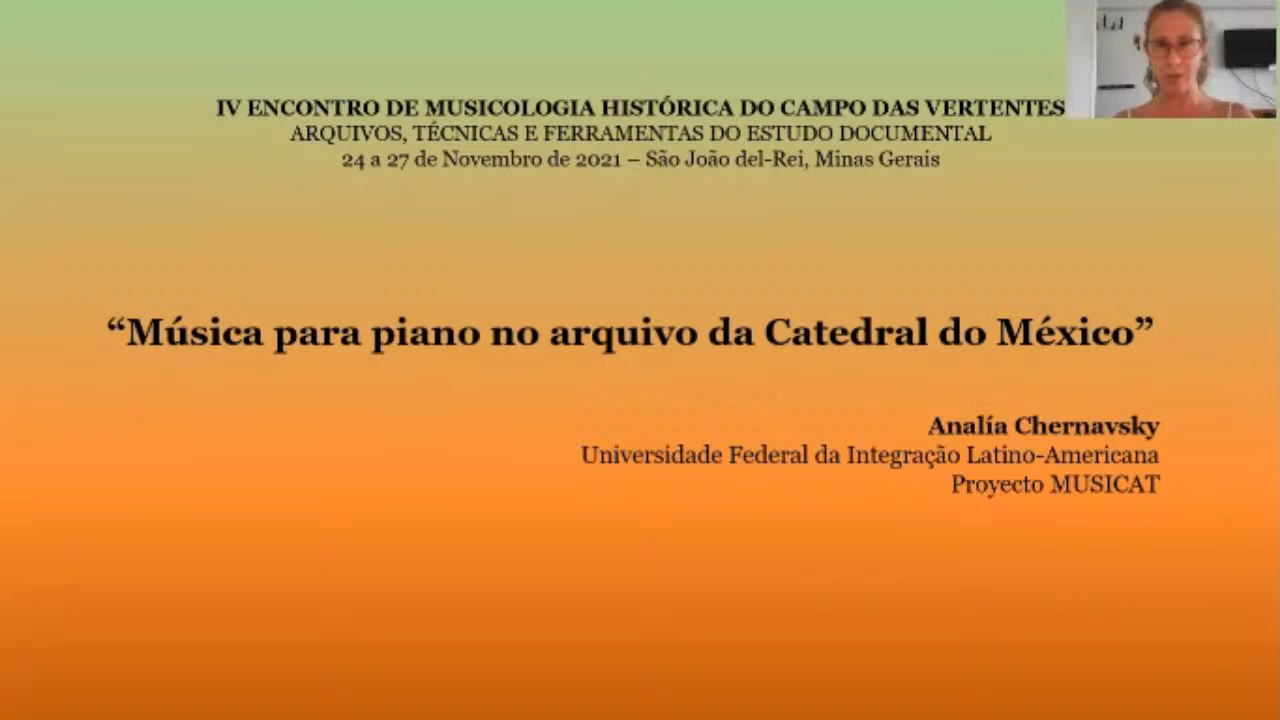 IV ENCONTRO DE MUSICOLOGIA HISTÓRICA DO CAMPO DAS VERTENTES
ARQUIVOS, TÉCNICAS E FERRAMENTAS DO ESTUDO DOCUMENTAL
24 a 27 de Novembro de 2021 – São João del-Rei, Minas Gerais
“Música para piano no arquivo da Catedral do México”
Analía Chernavsky
Universidade Federal da Integração Latino-Americana
Proyecto MUSICAT